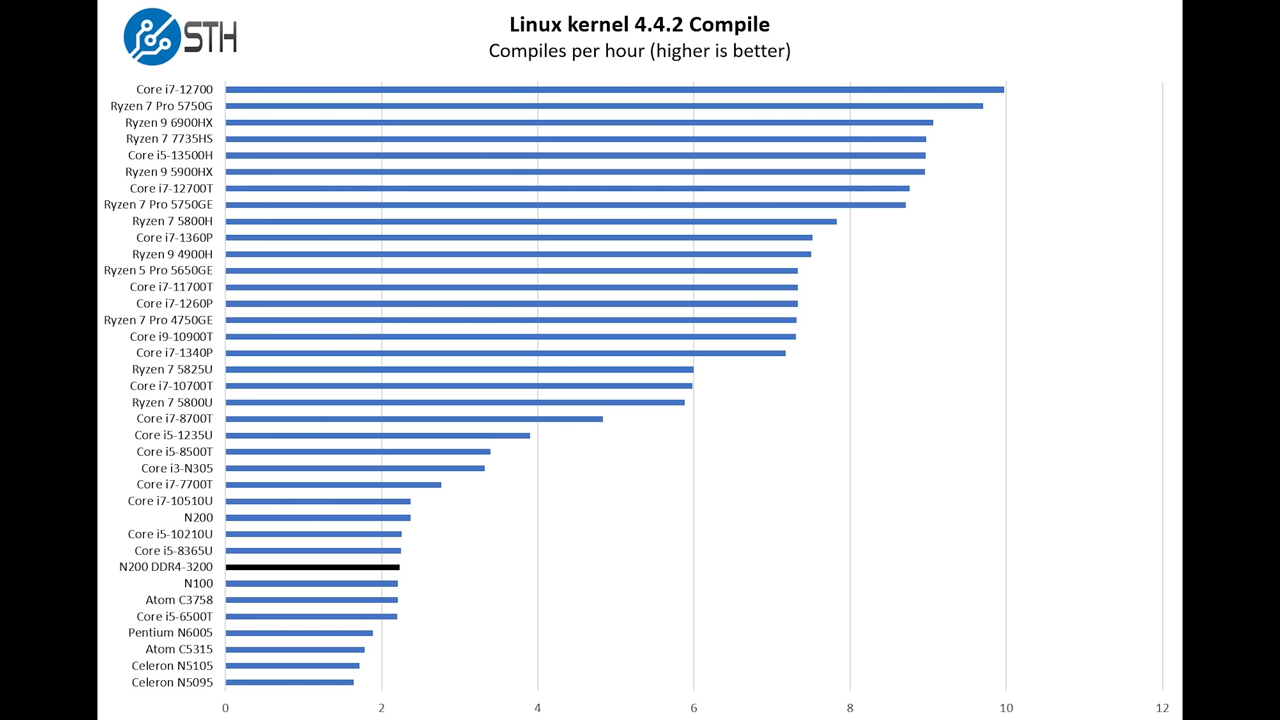 STH
Linux kernel 4.4.2 Compile
Compiles per hour (higher is better)
Core i7-12700
Ryzen 7 Pro 5750G
Ryzen 9 6900HX
Ryzen 7 7735HS
Core i5-13500H
Ryzen 9 5900HX
Core i7-12700T
Ryzen 7 Pro 5750GE
Ryzen 7 5800H
Core i7-1360P
Ryzen 9 4900H
Ryzen 5 Pro 5650GE
Core i7-11700T
Core i7-1260P
Ryzen 7 Pro 4750GE
Core i9-10900T
Core i7-1340P
Ryzen 7 5825U
Core i7-10700T
Ryzen 7 5800U
Core i7-8700T
Core i5-1235U
Core i5-8500T
Core i3-N305
Core i7-7700T
Core i7-10510U
N200
Core i5-10210U
Core i5-8365U
N200 DDR4-3200
N100
Atom C3758
Core i5-6500T
Pentium N6005
Atom C5315
Celeron N5105
Celeron N5095
0 2 4 6 8 10 12